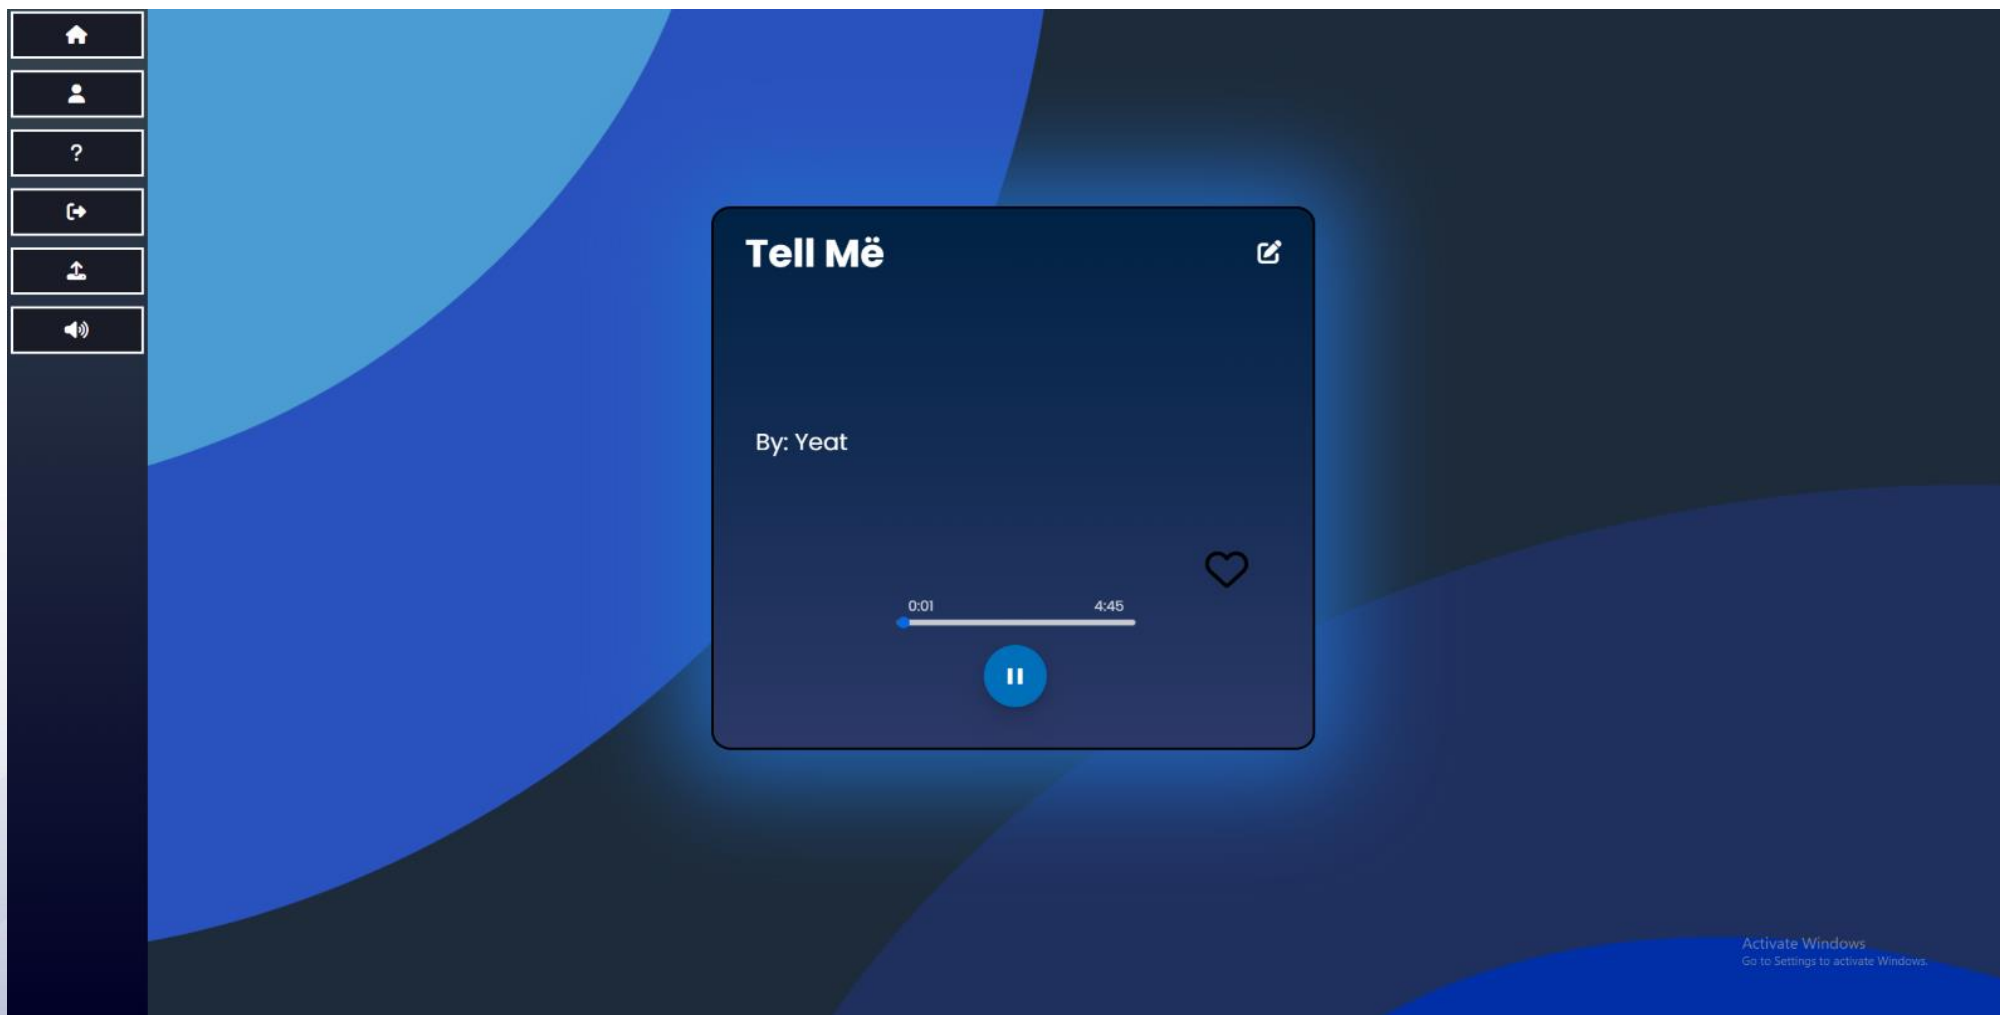 ?
Tell Më
By: Yeat
0:01 4:45
Activate Windows
Go to Settings to activate Windows.